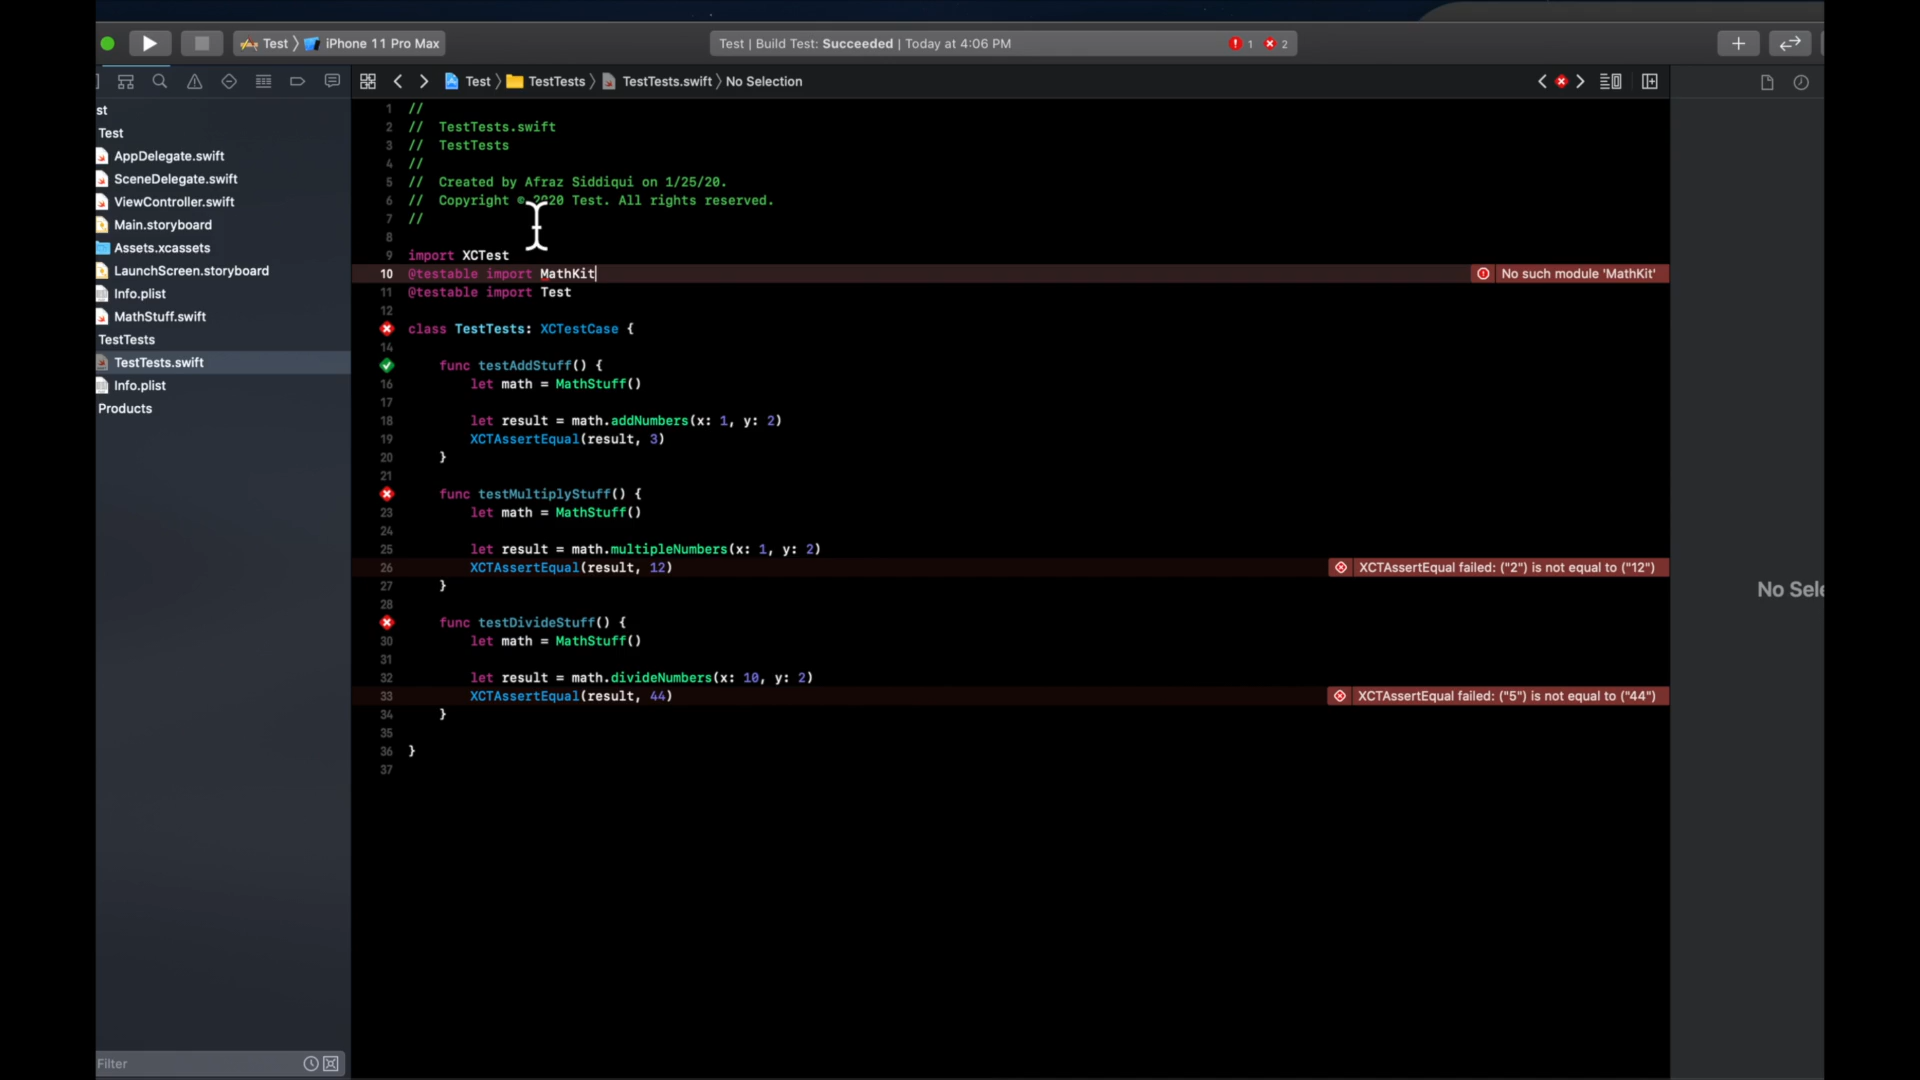 Test 〉 iPhone 11 Pro Max
Test | Build Test: Succeeded | Today at 4:06 PM
1
2
Test 〉 TestTests 〉 TestTests.swift 〉 No Selection
st
Test
AppDelegate.swift
SceneDelegate.swift
ViewController.swift
Main.storyboard
Assets.xcassets
LaunchScreen.storyboard
Info.plist
MathStuff.swift
TestTests
TestTests.swift
Info.plist
Products
Filter
1 //
2 //  TestTests.swift
3 //  TestTests
4 //
5 //  Created by Afraz Siddiqui on 1/25/20.
6 //  Copyright © 2020 Test. All rights reserved.
7 //
8
9 import XCTest
10 @testable import MathKit No such module 'MathKit'
11 @testable import Test
12
class TestTests: XCTestCase {
14
func testAddStuff() {
16 let math = MathStuff()
17
18 let result = math.addNumbers(x: 1, y: 2)
19 XCTAssertEqual(result, 3)
20 }
21
func testMultiplyStuff() {
23 let math = MathStuff()
24
25 let result = math.multipleNumbers(x: 1, y: 2)
26 XCTAssertEqual(result, 12) XCTAssertEqual failed: ("2") is not equal to ("12")
27 }
28
func testDivideStuff() {
30 let math = MathStuff()
31
32 let result = math.divideNumbers(x: 10, y: 2)
33 XCTAssertEqual(result, 44) XCTAssertEqual failed: ("5") is not equal to ("44")
34 }
35
36 }
37
No Sele